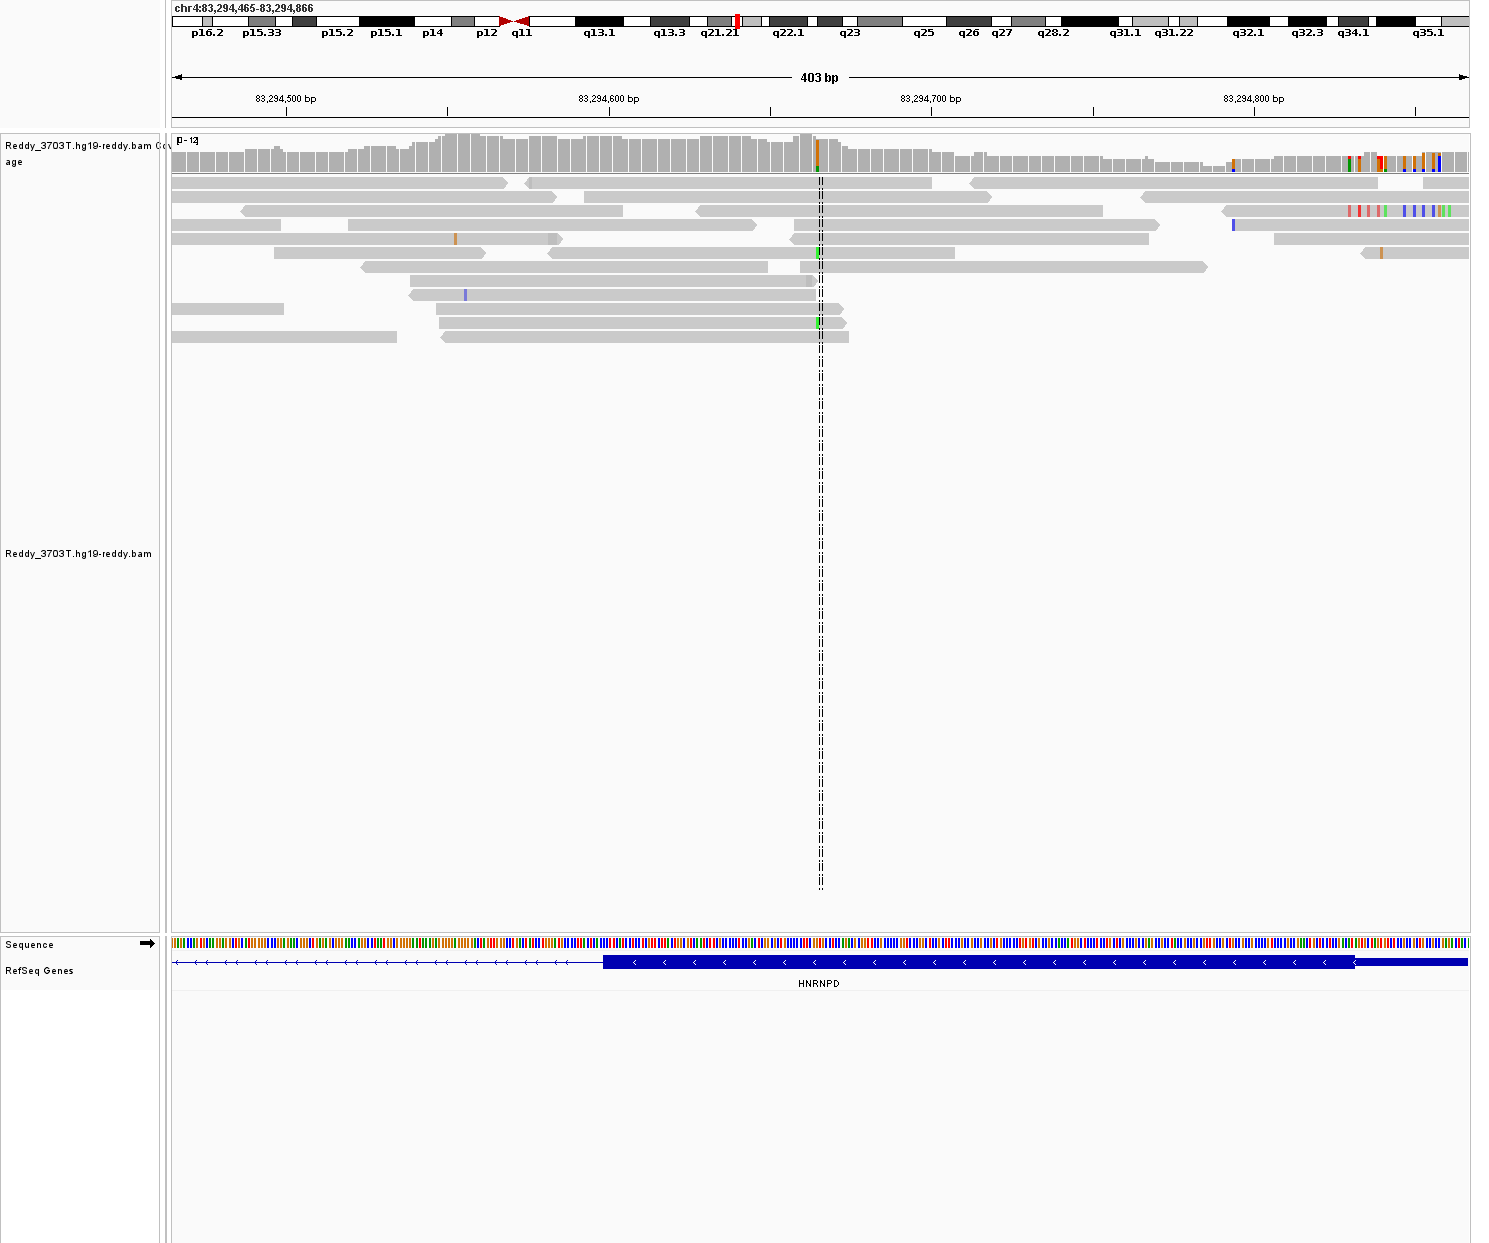 chr4:83,294,465-83,294,866
p16.2 p15.33 p15.2 p15.1 p14 p12 q11 q13.1 q13.3 q21.21 q22.1 q23 q25 q26 q27 q28.2 q31.1 q31.22 q32.1 q32.3 q34.1 q35.1
403 bp
83,294,500 bp 83,294,600 bp 83,294,700 bp 83,294,800 bp
[0 - 12]
Reddy_3703T.hg19-reddy.bam Cov
age
Reddy_3703T.hg19-reddy.bam
Sequence
RefSeq Genes
HNRNPD